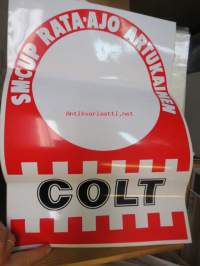 SM-CUP RATA-AJO ARTUKAINEN
COLT
Antikvariaatti.net